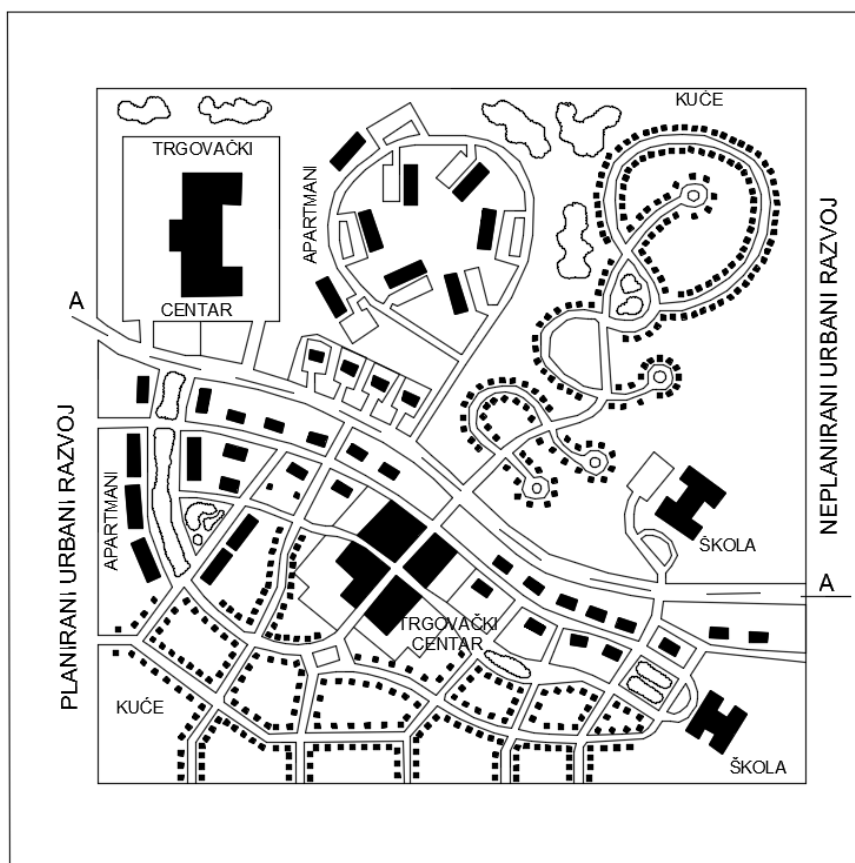 KUĆE
TRGOVAČKI
CENTAR
APARTMANI
A
NEPLANIRANI URBANI RAZVOJ
PLANIRANI URBANI RAZVOJ
APARTMANI
ŠKOLA
A
TRGOVAČKI
CENTAR
KUĆE
ŠKOLA